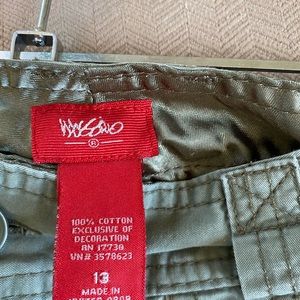 MOSSIMO
®
100% COTTON
EXCLUSIVE OF
DECORATION
RN 17730
VN# 3578623
13
MADE IN